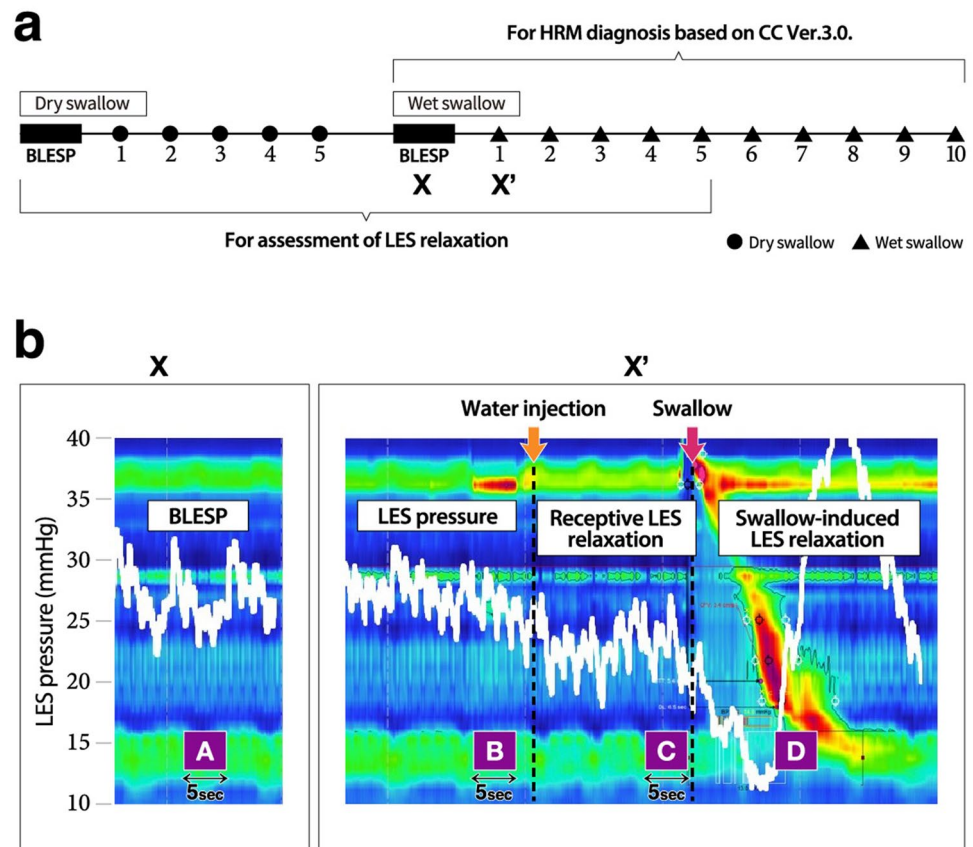 a
For HRM diagnosis based on CC Ver.3.0.
Dry swallow
Wet swallow
BLESP 1 2 3 4 5 BLESP 1 2 3 4 5 6 7 8 9 10
X X’
For assessment of LES relaxation
Dry swallow Wet swallow
b
X X’
Water injection Swallow
LES pressure (mmHg)
40
35
30
25
20
15
10
BLESP
LES pressure
Receptive LES
relaxation
Swallow-induced
LES relaxation
A B C D
5sec 5sec 5sec